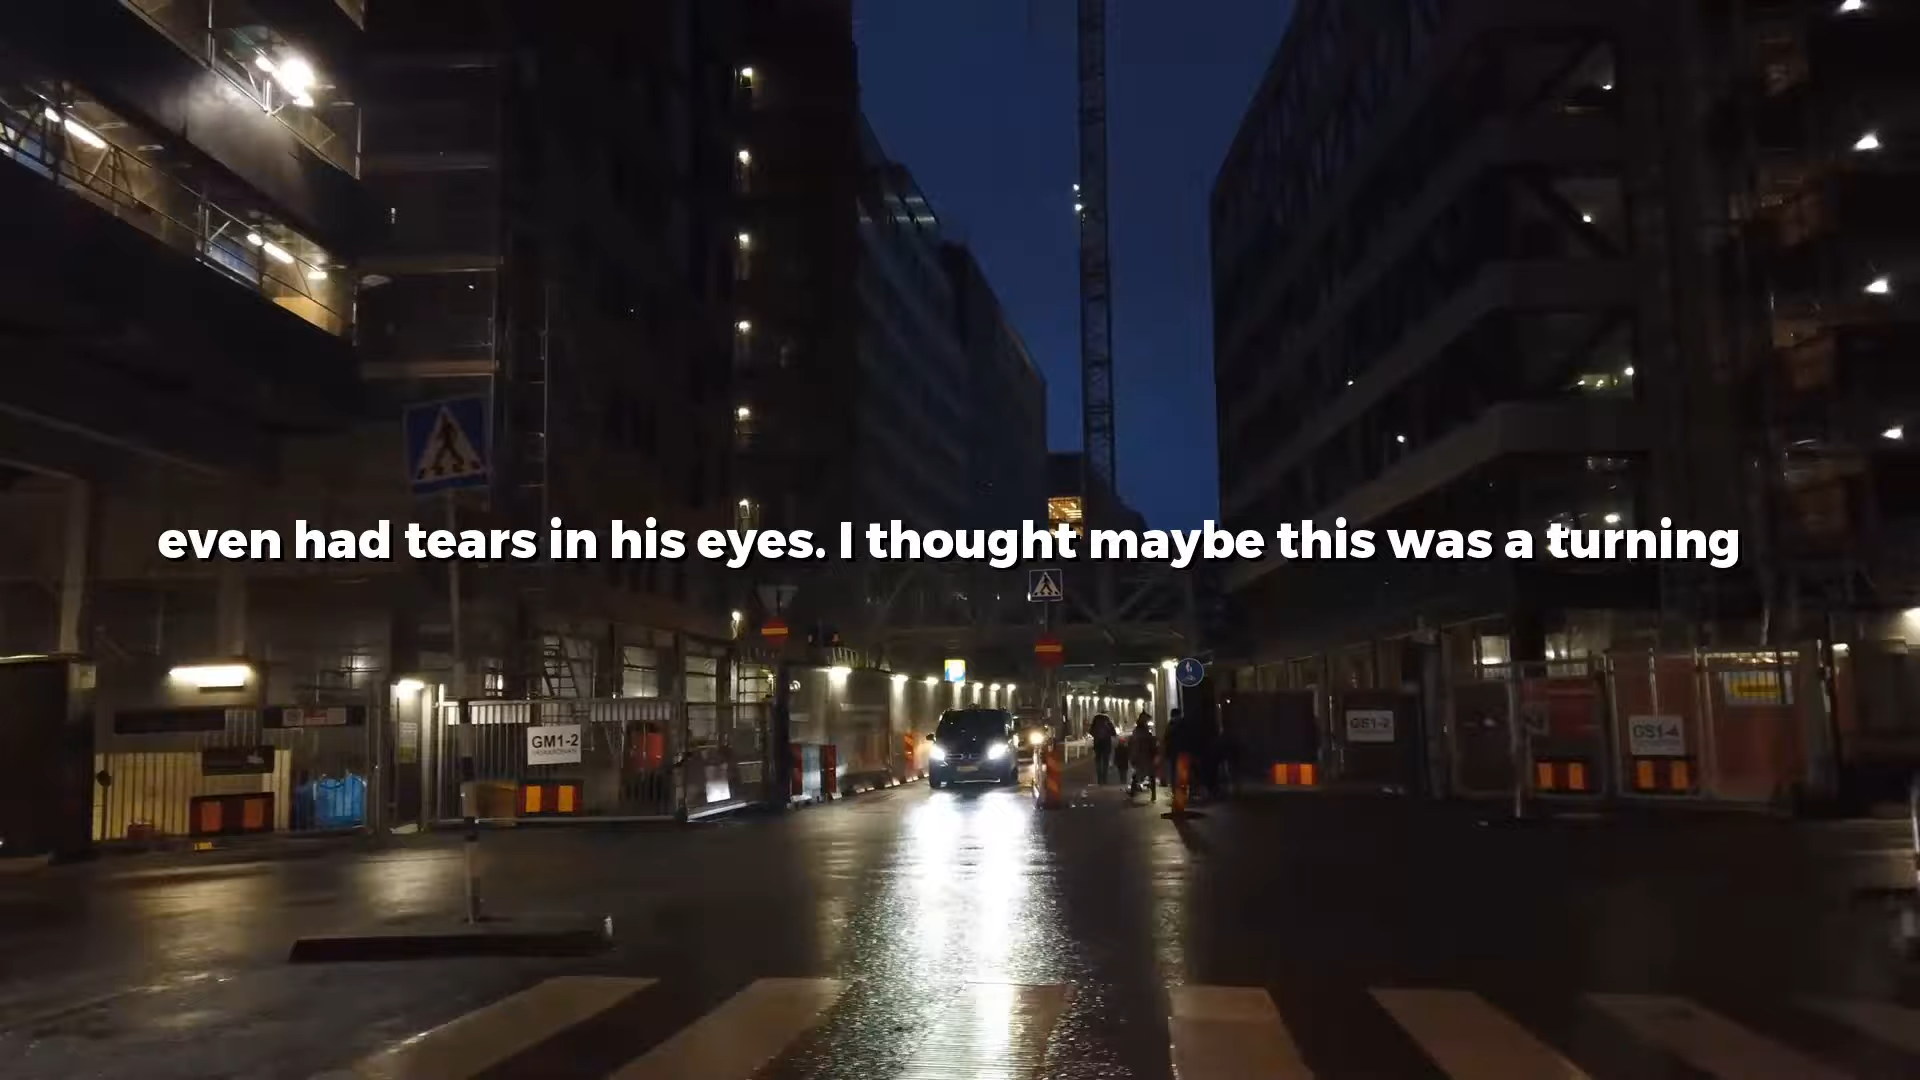 even had tears in his eyes. I thought maybe this was a turning
GM1-2
GS1-2
GS1-4